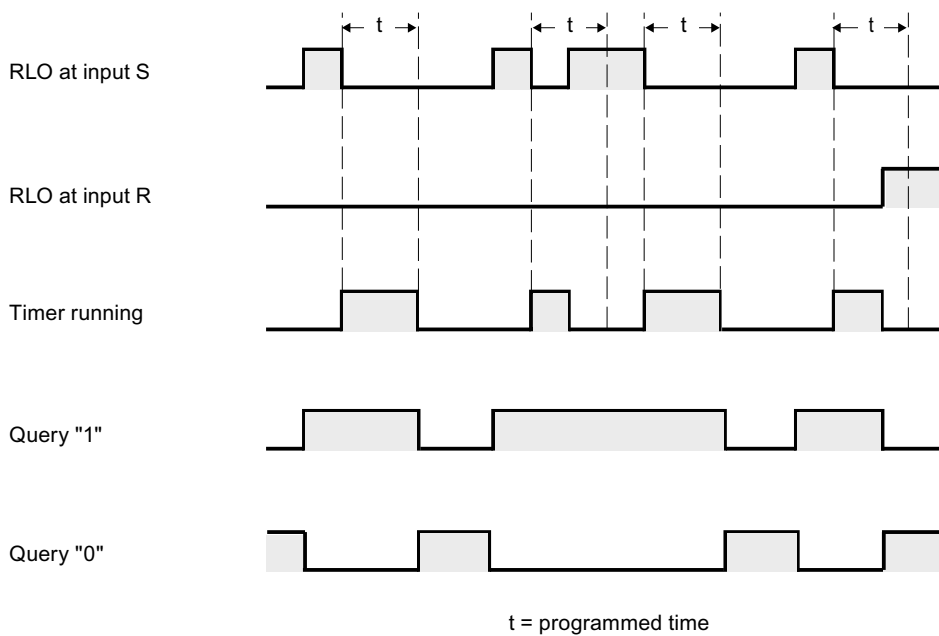 t t t t
RLO at input S
RLO at input R
Timer running
Query "1"
Query "0"
t = programmed time